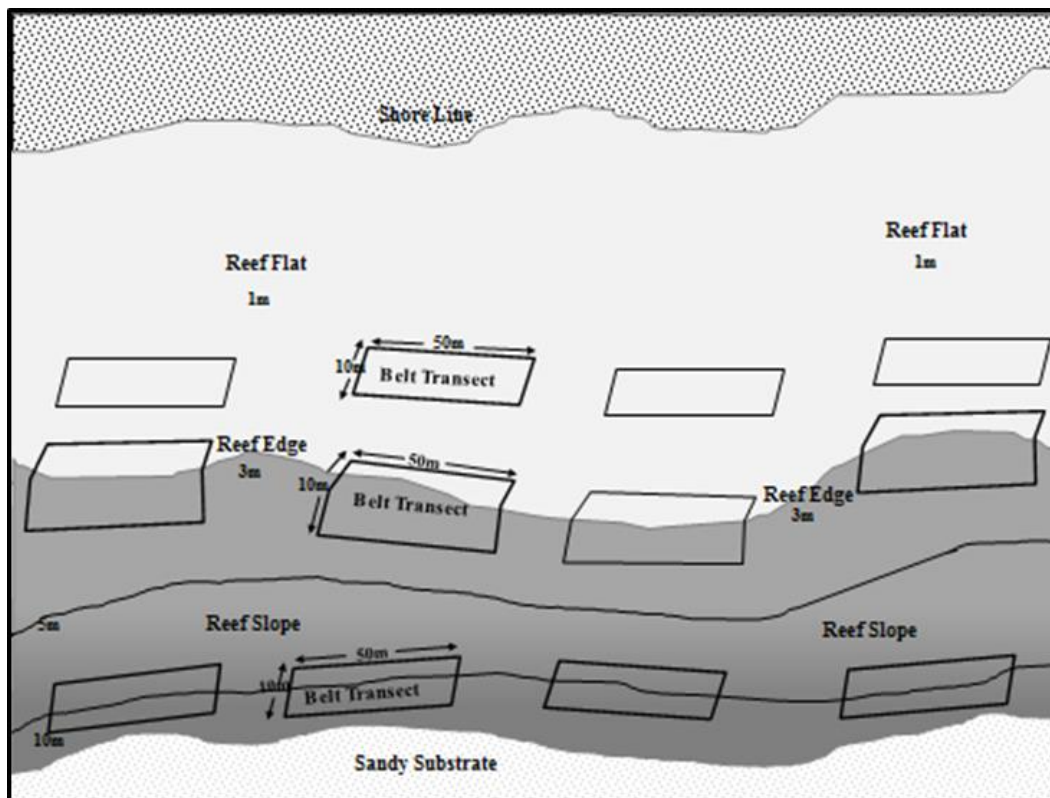 Shore Line
Reef Flat
1m
Reef Flat
1m
50m
10m
Belt Transect
Reef Edge
3m
50m
10m
Belt Transect
Reef Edge
3m
5m
Reef Slope
Reef Slope
50m
10m
Belt Transect
10m
Sandy Substrate